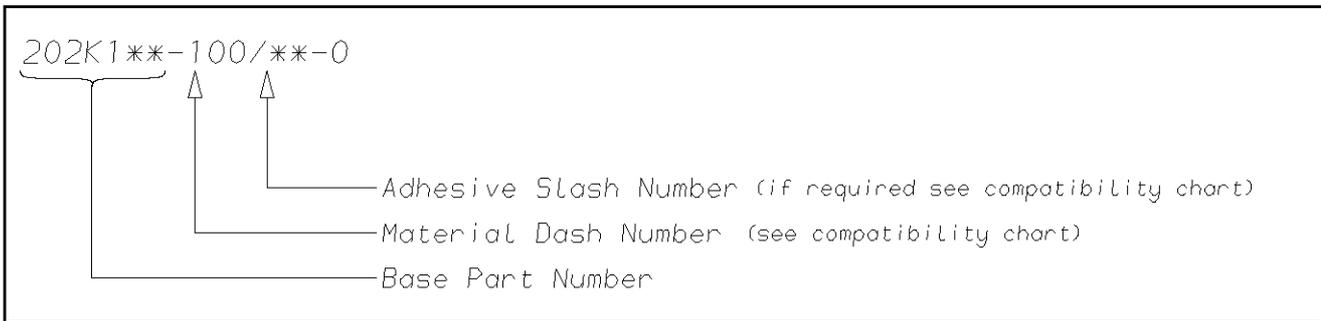 202K1**-100/**-0
Adhesive Slash Number (if required see compatibility chart)
Material Dash Number (see compatibility chart)
Base Part Number